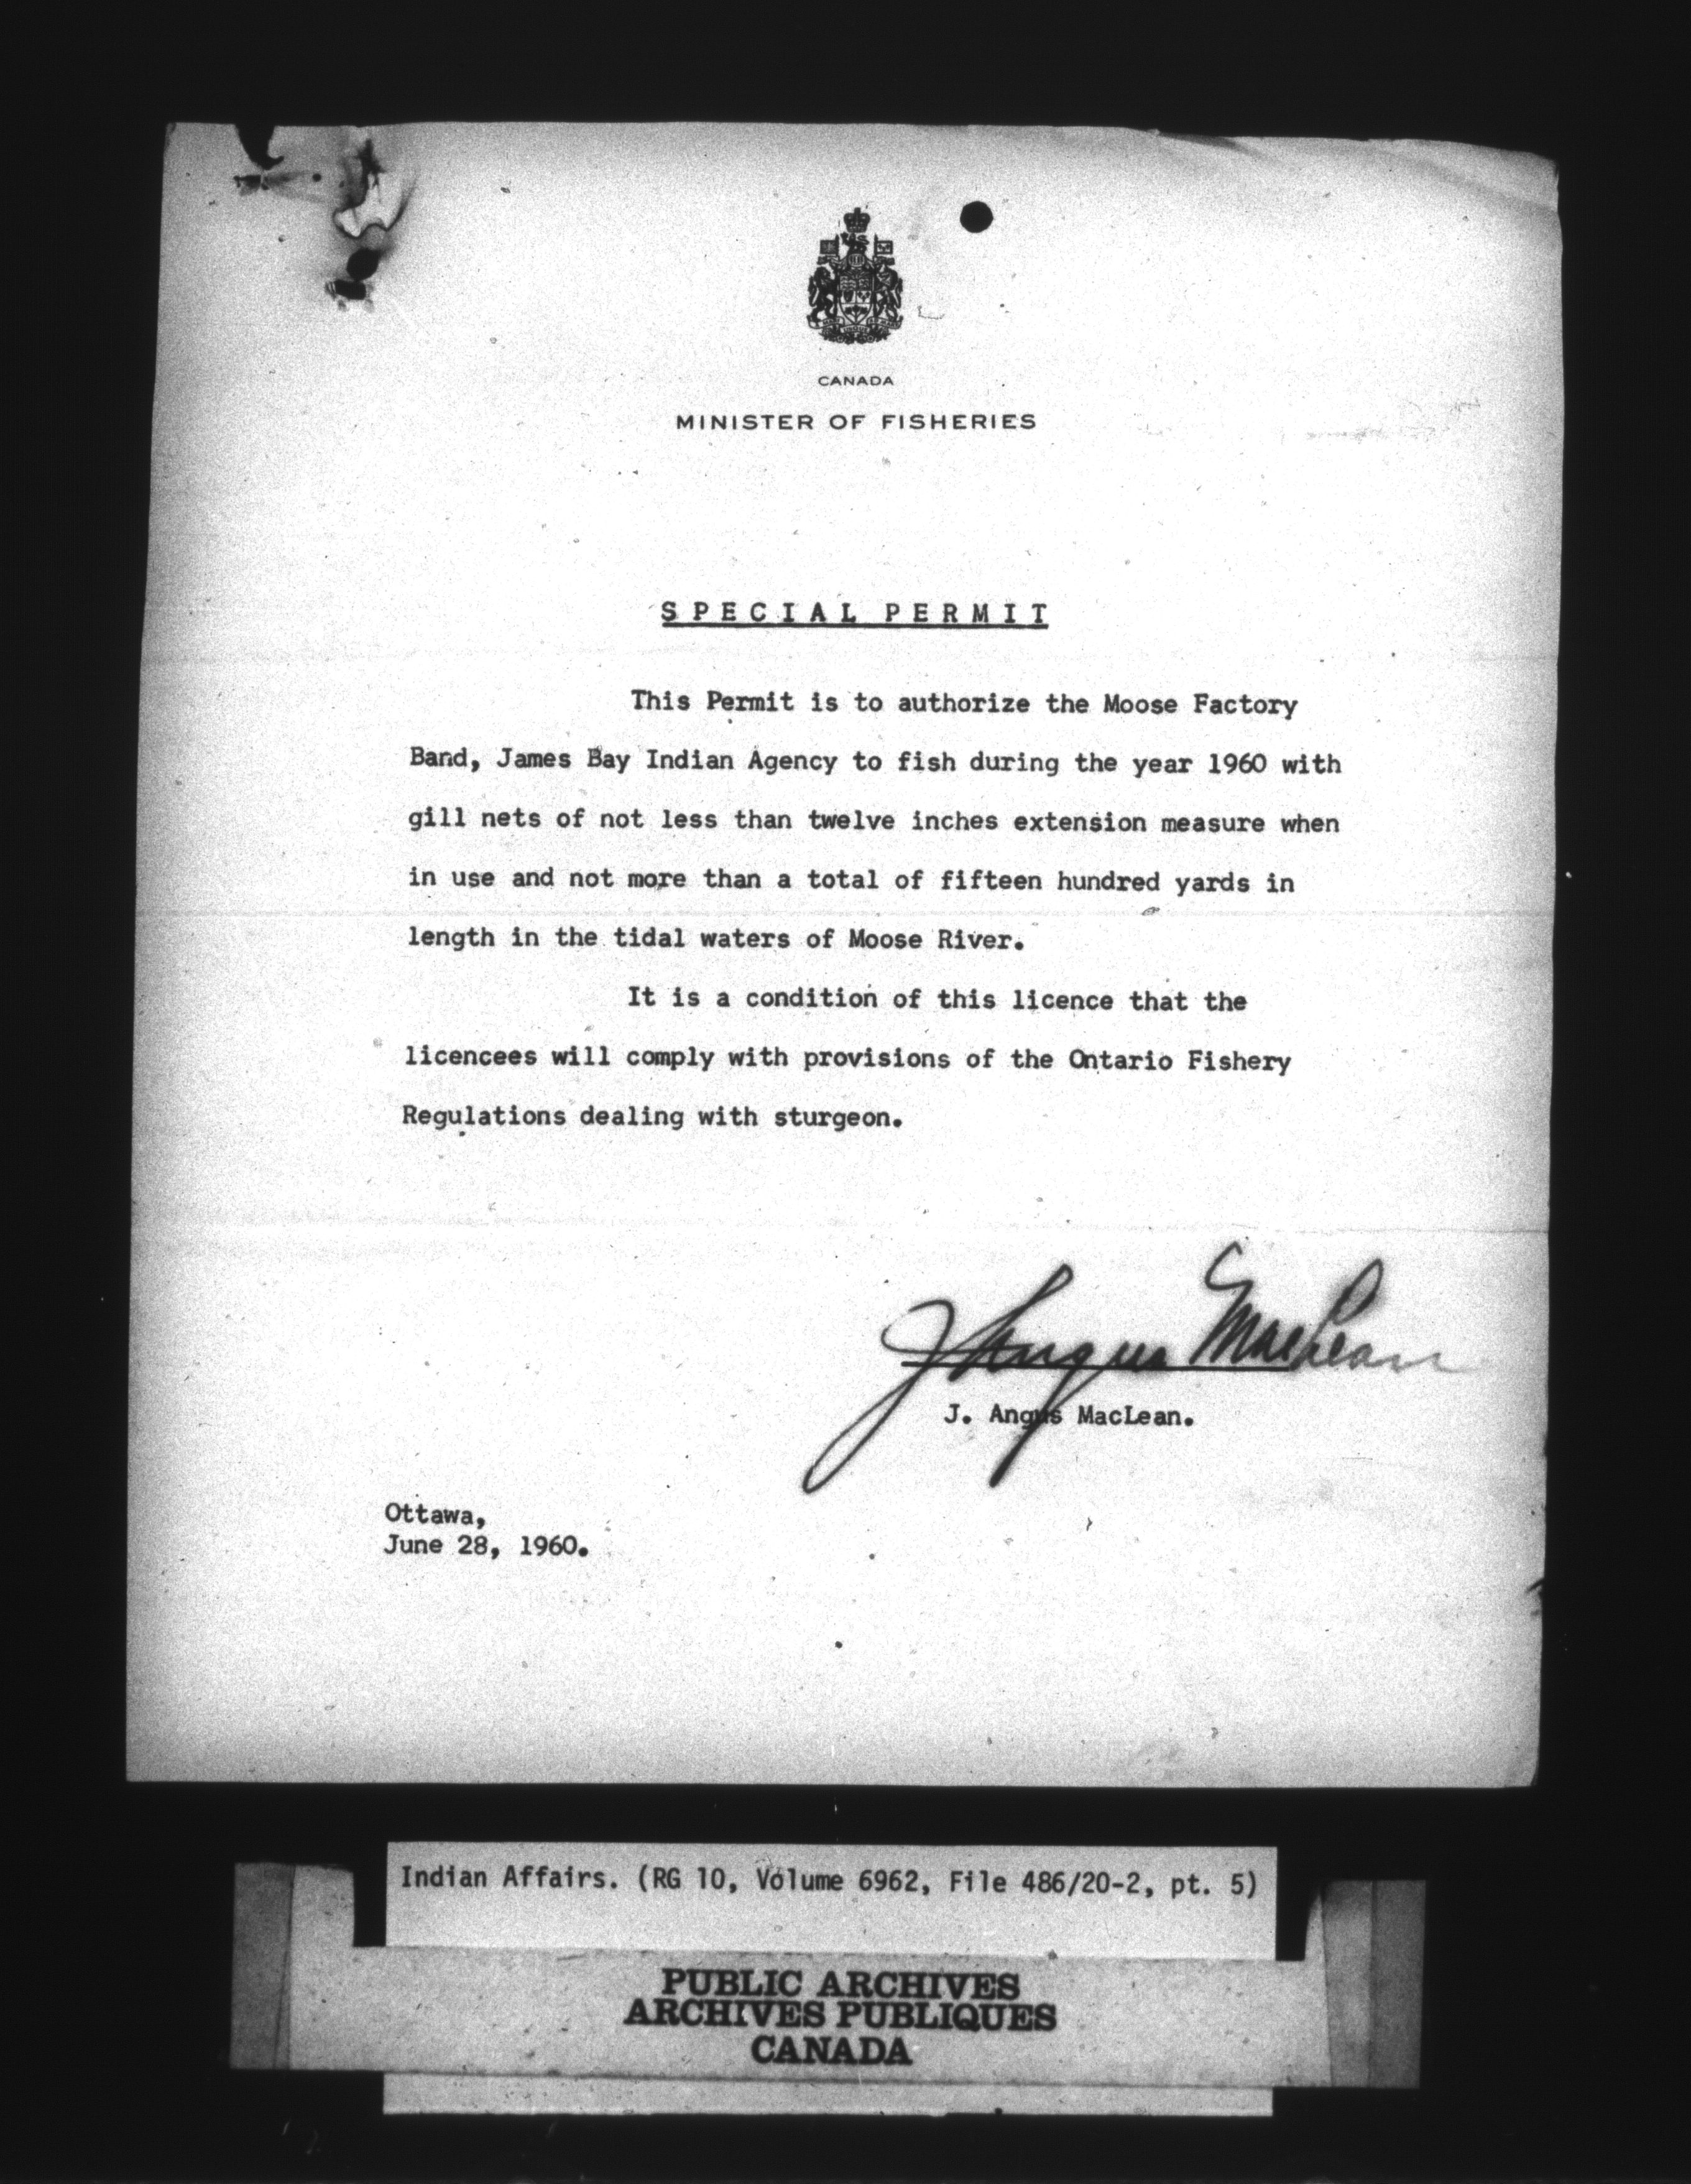 CANADA
MINISTER OF FISHERIES
SPECIAL PERMIT
This Permit is to authorize the Moose Factory
Band, James Bay Indian Agency to fish during the year 1960 with
gill nets of not less than twelve inches extension measure when
in use and not more than a total of fifteen hundred yards in
length in the tidal waters of Moose River.
It is a condition of this licence that the
licencees will comply with provisions of the Ontario Fishery
Regulations dealing with sturgeon.
J Angus MacLean
J. Angus MacLean.
Ottawa,
June 28, 1960.
Indian Affairs. (RG 10, Volume 6962, File 486/20-2, pt. 5)
PUBLIC ARCHIVES
ARCHIVES PUBLIQUES
CANADA